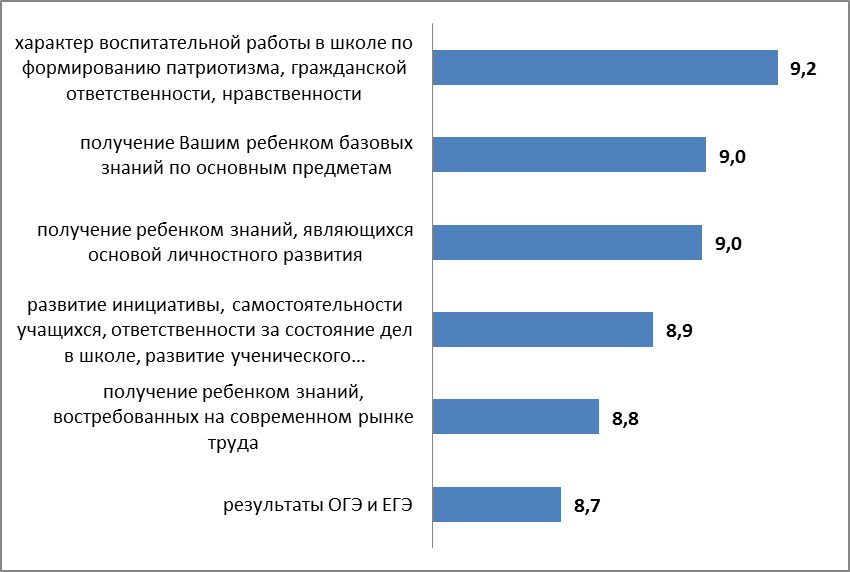 характер воспитательной работы в школе по
формированию патриотизма, гражданской
ответственности, нравственности
9,2
получение Вашим ребенком базовых
знаний по основным предметам
9,0
получение ребенком знаний, являющихся
основой личностного развития
9,0
развитие инициативы, самостоятельности
учащихся, ответственности за состояние дел
в школе, развитие ученического...
8,9
получение ребенком знаний,
востребованных на современном рынке
труда
8,8
результаты ОГЭ и ЕГЭ
8,7